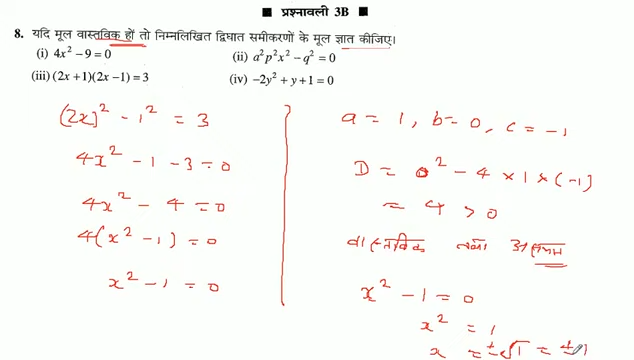 ■ प्रश्नावली 3B ■
8. यदि मूल वास्तविक हों तो निम्नलिखित द्विघात समीकरणों के मूल ज्ञात कीजिए।
(i) 4x² − 9 = 0 (ii) a²p²x² − q² = 0
(iii) (2x + 1)(2x − 1) = 3 (iv) −2y² + y + 1 = 0
(2x)² − 1² = 3
4x² − 1 − 3 = 0
4x² − 4 = 0
4(x² − 1) = 0
x² − 1 = 0
a = 1, b = 0, c = −1
D = 0² − 4 × 1 × (−1)
= 4 > 0
वास्तविक तथा असमान
x² − 1 = 0
x² = 1
x = ±√1 = ±1